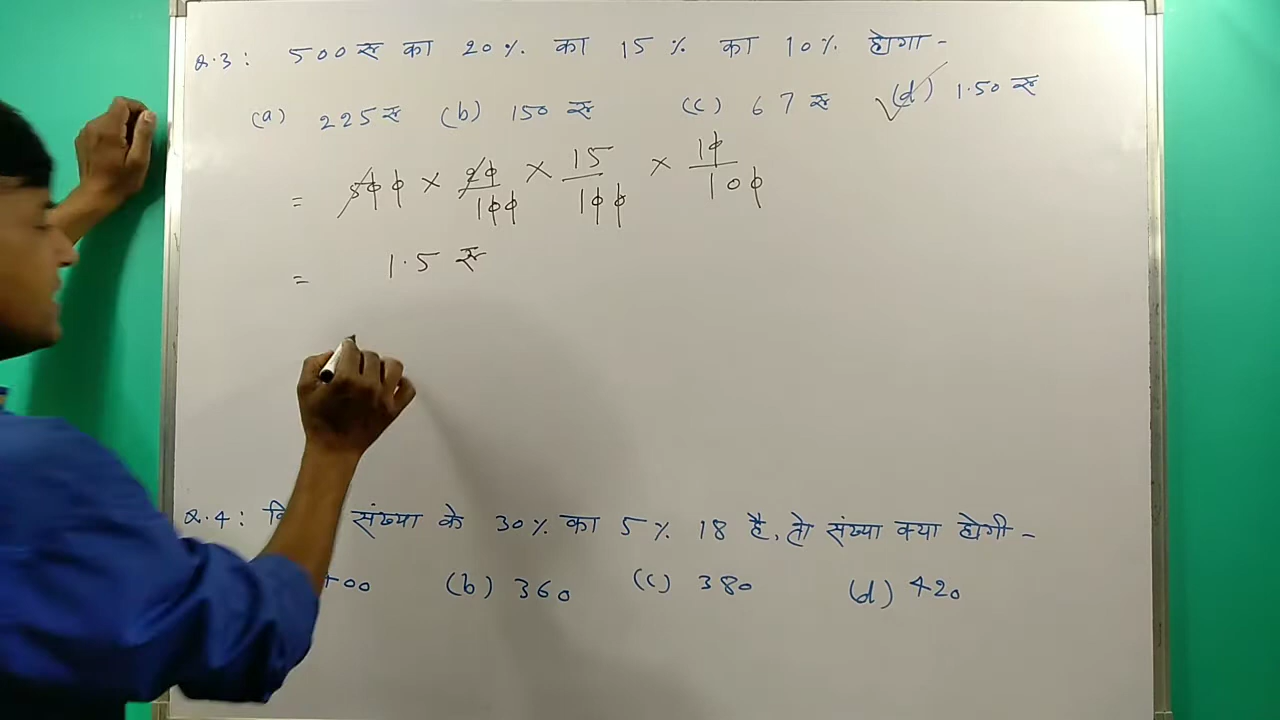 Q.3: 500 रु का 20% का 15% का 10% होगा -
(a) 225 रु (b) 150 रु (c) 67 रु (d) 1.50 रु
= 500 × 20/100 × 15/100 × 10/100
= 1.5 रु
Q.4: संख्या के 30% का 5% 18 है, तो संख्या क्या होगी -
(b) 360 (c) 380 (d) 420